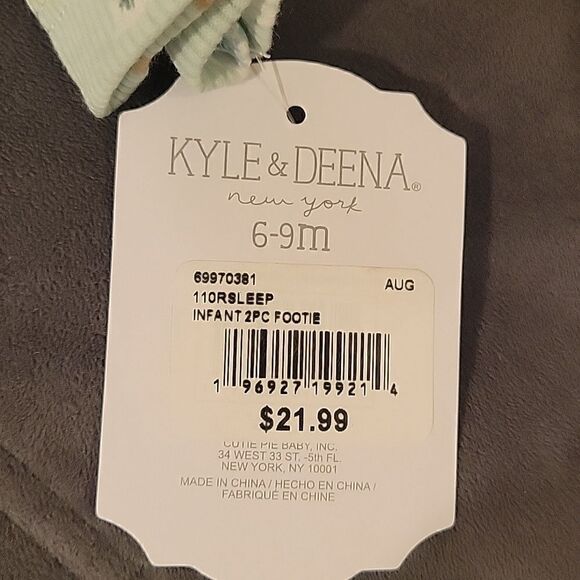 KYLE & DEENA®
new york
6-9m
69970381 AUG
110RSLEEP
INFANT 2PC FOOTIE
1 96927 19921 4
$21.99
CUTIE PIE BABY, INC.
34 WEST 33 ST. -5th FL.
NEW YORK, NY 10001
MADE IN CHINA / HECHO EN CHINA /
FABRIQUÉ EN CHINE